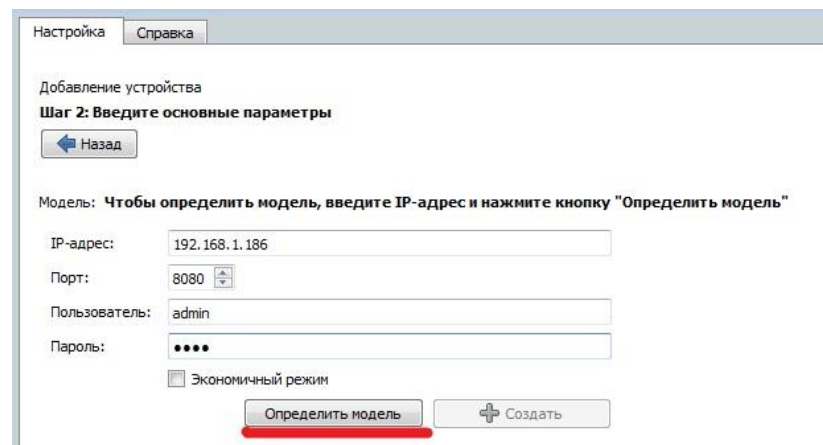 Настройка Справка
Добавление устройства
Шаг 2: Введите основные параметры
Назад
Модель: Чтобы определить модель, введите IP-адрес и нажмите кнопку "Определить модель"
IP-адрес: 192.168.1.186
Порт: 8080
Пользователь: admin
Пароль: ••••
Экономичный режим
Определить модель Создать